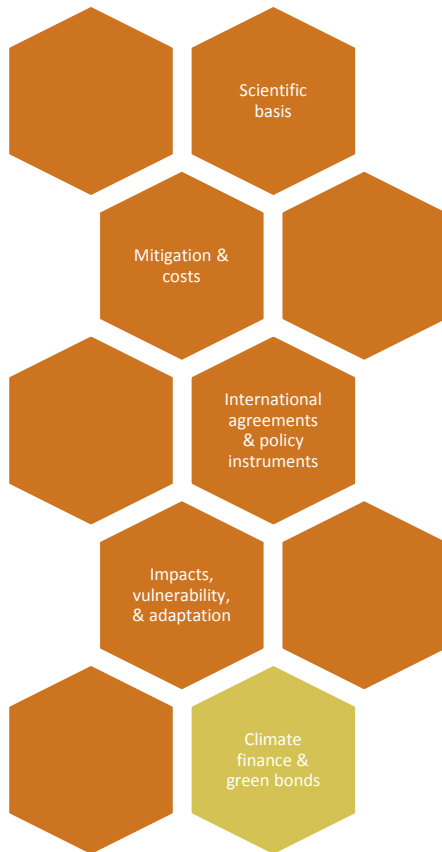 Scientific
basis
Mitigation &
costs
International
agreements
& policy
instruments
Impacts,
vulnerability,
& adaptation
Climate
finance &
green bonds